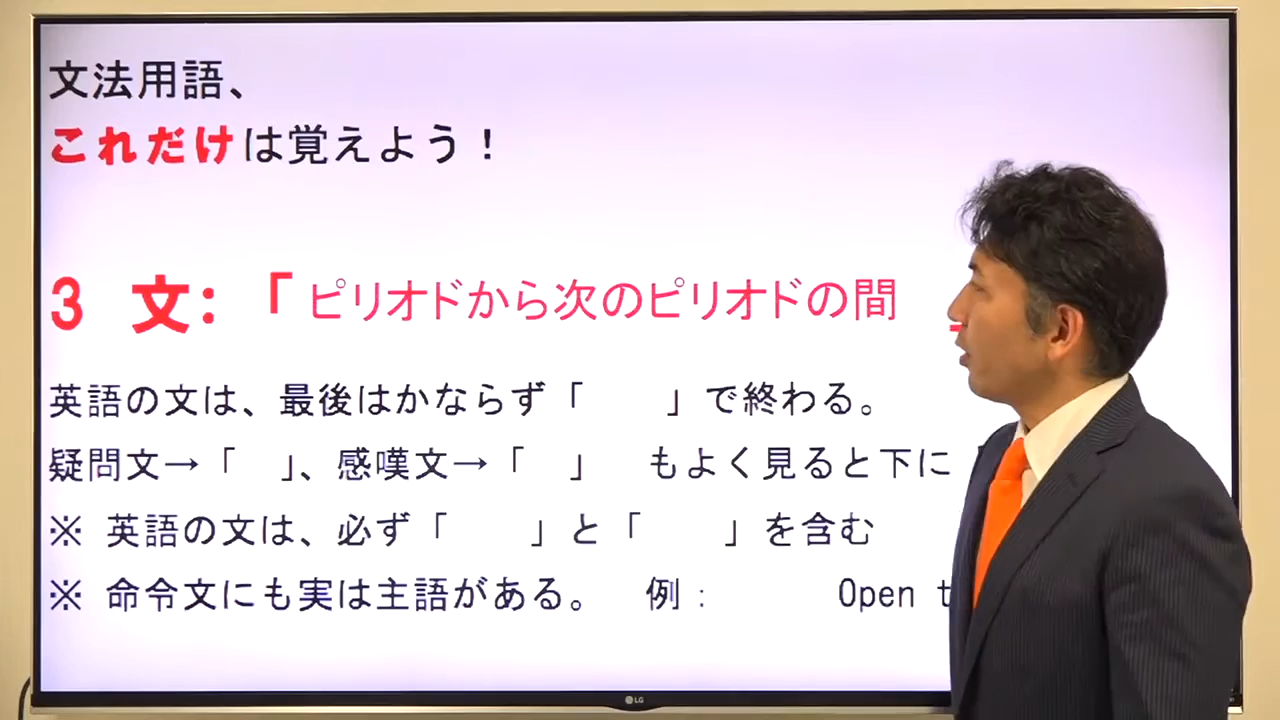 文法用語、
これだけは覚えよう！
3 文：「ピリオドから次のピリオドの間 」
英語の文は、最後はかならず「　　」で終わる。
疑問文→「　」、感嘆文→「　」　もよく見ると下に
※ 英語の文は、必ず「　　」と「　　」を含む
※ 命令文にも実は主語がある。　例：　　　Open
LG